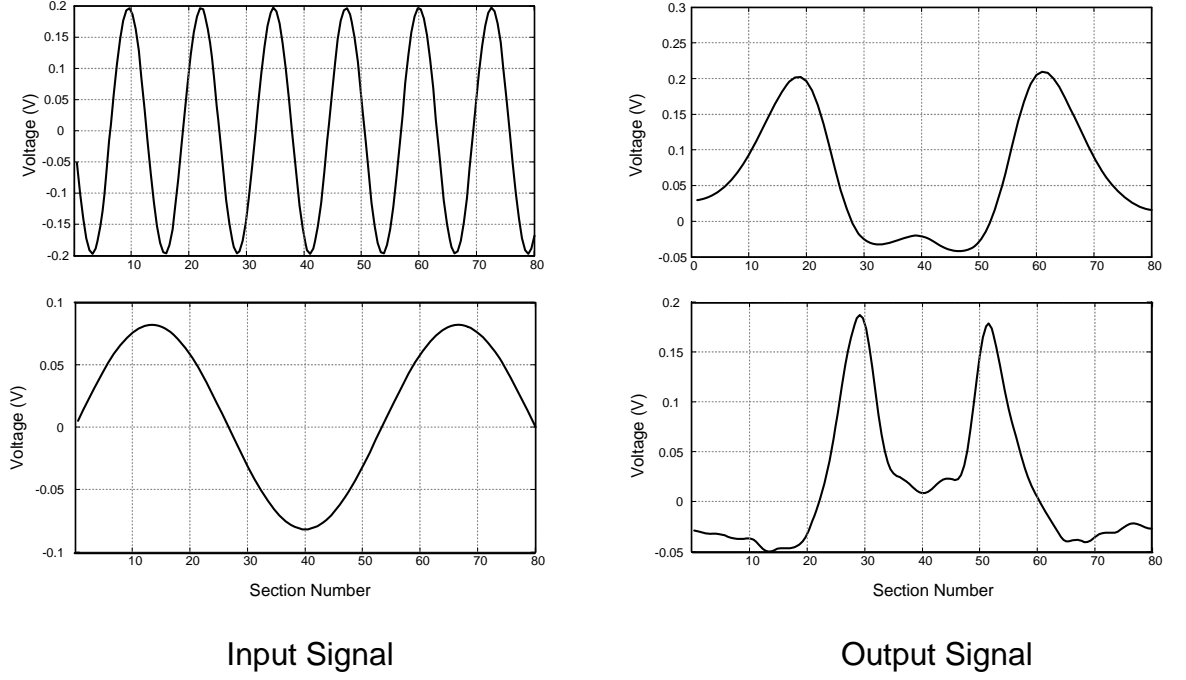 0.2
0.15
0.1
0.05
0
-0.05
-0.1
-0.15
-0.2
Voltage (V)
10 20 30 40 50 60 70 80
0.3
0.25
0.2
0.15
0.1
0.05
0
-0.05
Voltage (V)
0 10 20 30 40 50 60 70 80
0.1
0.05
0
-0.05
-0.1
Voltage (V)
10 20 30 40 50 60 70 80
Section Number
0.2
0.15
0.1
0.05
0
-0.05
Voltage (V)
10 20 30 40 50 60 70 80
Section Number
Input Signal
Output Signal